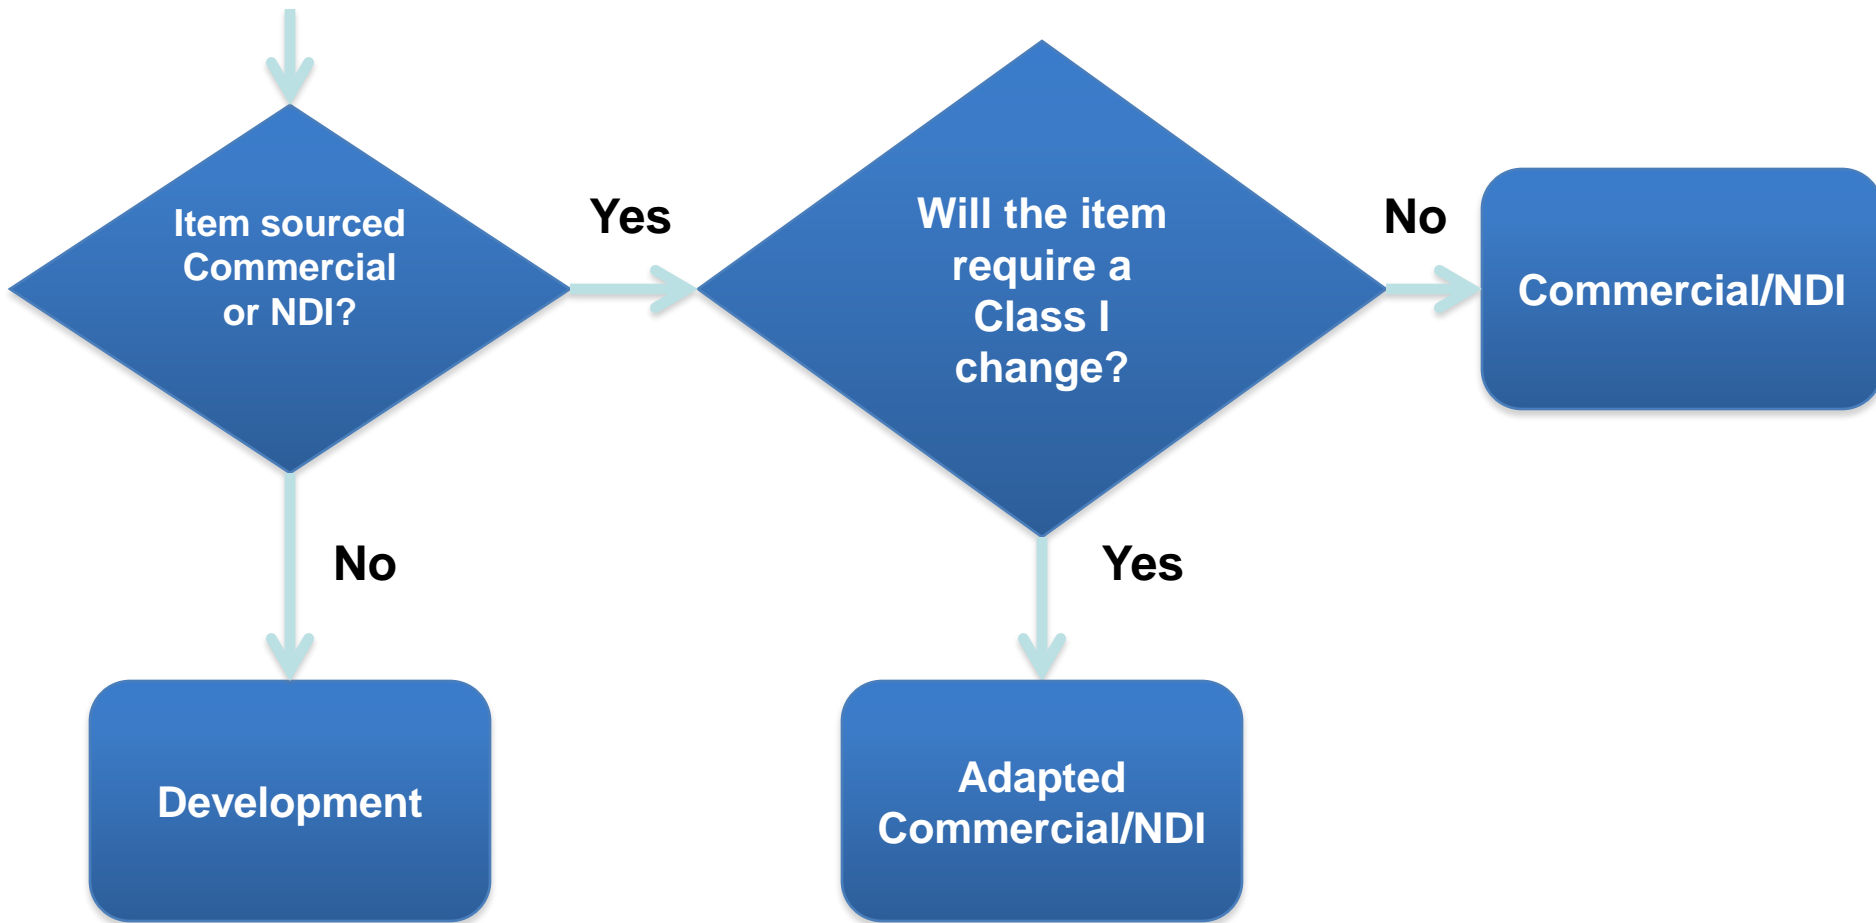 Item sourced
Commercial
or NDI?
Yes
Will the item
require a
Class I
change?
No
Commercial/NDI
No
Yes
Development
Adapted
Commercial/NDI